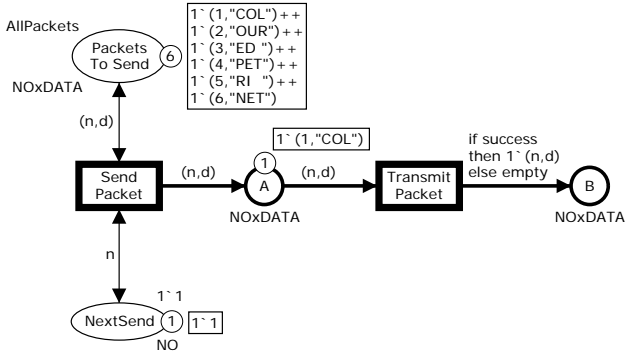 AllPackets
Packets
To Send
6
1`(1,"COL")++
1`(2,"OUR")++
1`(3,"ED ")++
1`(4,"PET")++
1`(5,"RI  ")++
1`(6,"NET")
NOxDATA
(n,d)
Send
Packet
(n,d)
1`(1,"COL")
1
A
NOxDATA
(n,d)
Transmit
Packet
if success
then 1`(n,d)
else empty
B
NOxDATA
n
1`1
NextSend
1
1`1
NO